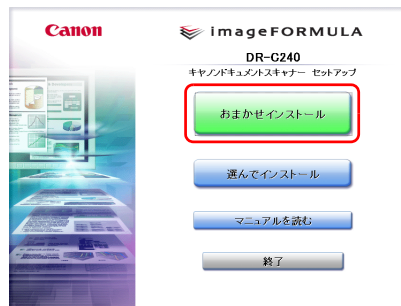 Canon
imageFORMULA
DR-C240
キヤノンドキュメントスキャナー セットアップ
おまかせインストール
選んでインストール
マニュアルを読む
終了